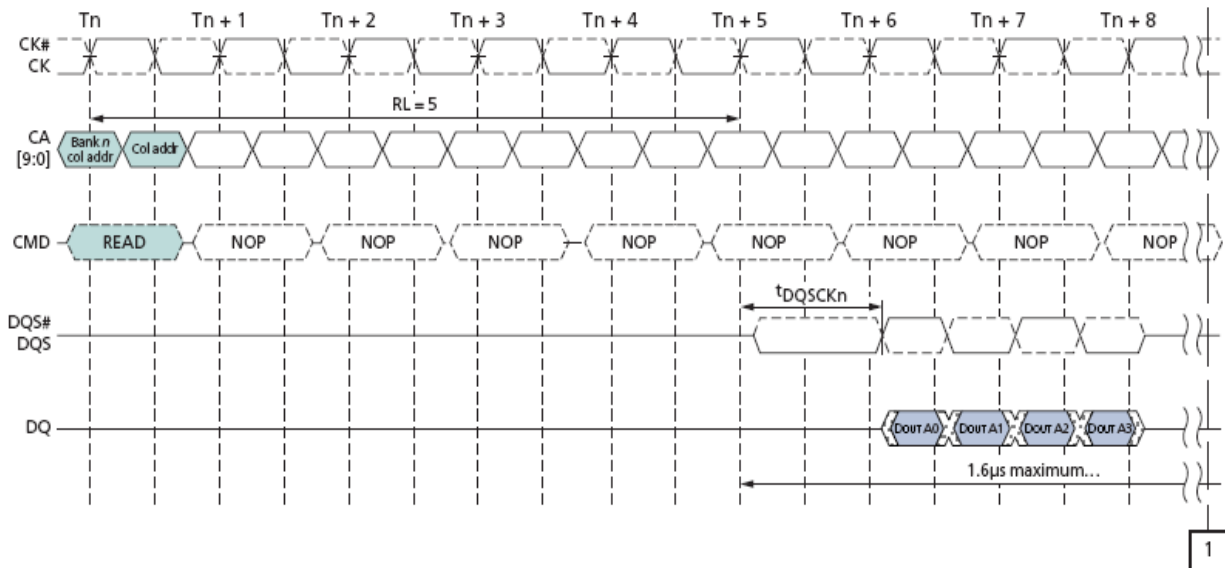 Tn Tn + 1 Tn + 2 Tn + 3 Tn + 4 Tn + 5 Tn + 6 Tn + 7 Tn + 8
CK#
CK
RL = 5
CA
[9:0]
Bank n
col addr
Col addr
CMD READ NOP NOP NOP NOP NOP NOP NOP NOP
tDQSCKn
DQS#
DQS
DQ DOUT A0 DOUT A1 DOUT A2 DOUT A3
1.6μs maximum…
1